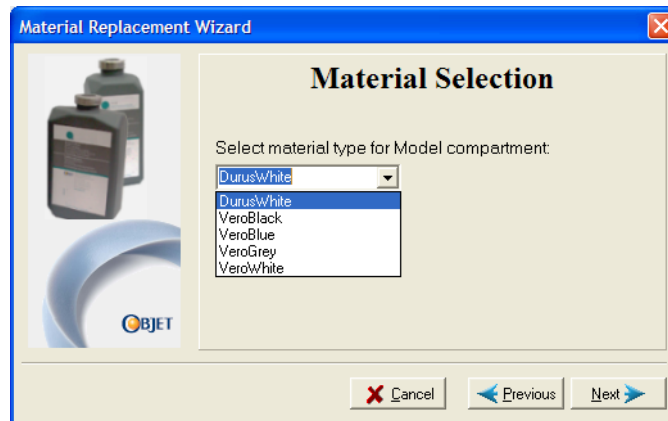 Material Replacement Wizard
Material Selection
Select material type for Model compartment:
DurusWhite
DurusWhite
VeroBlack
VeroBlue
VeroGrey
VeroWhite
OBJET
Cancel
Previous
Next